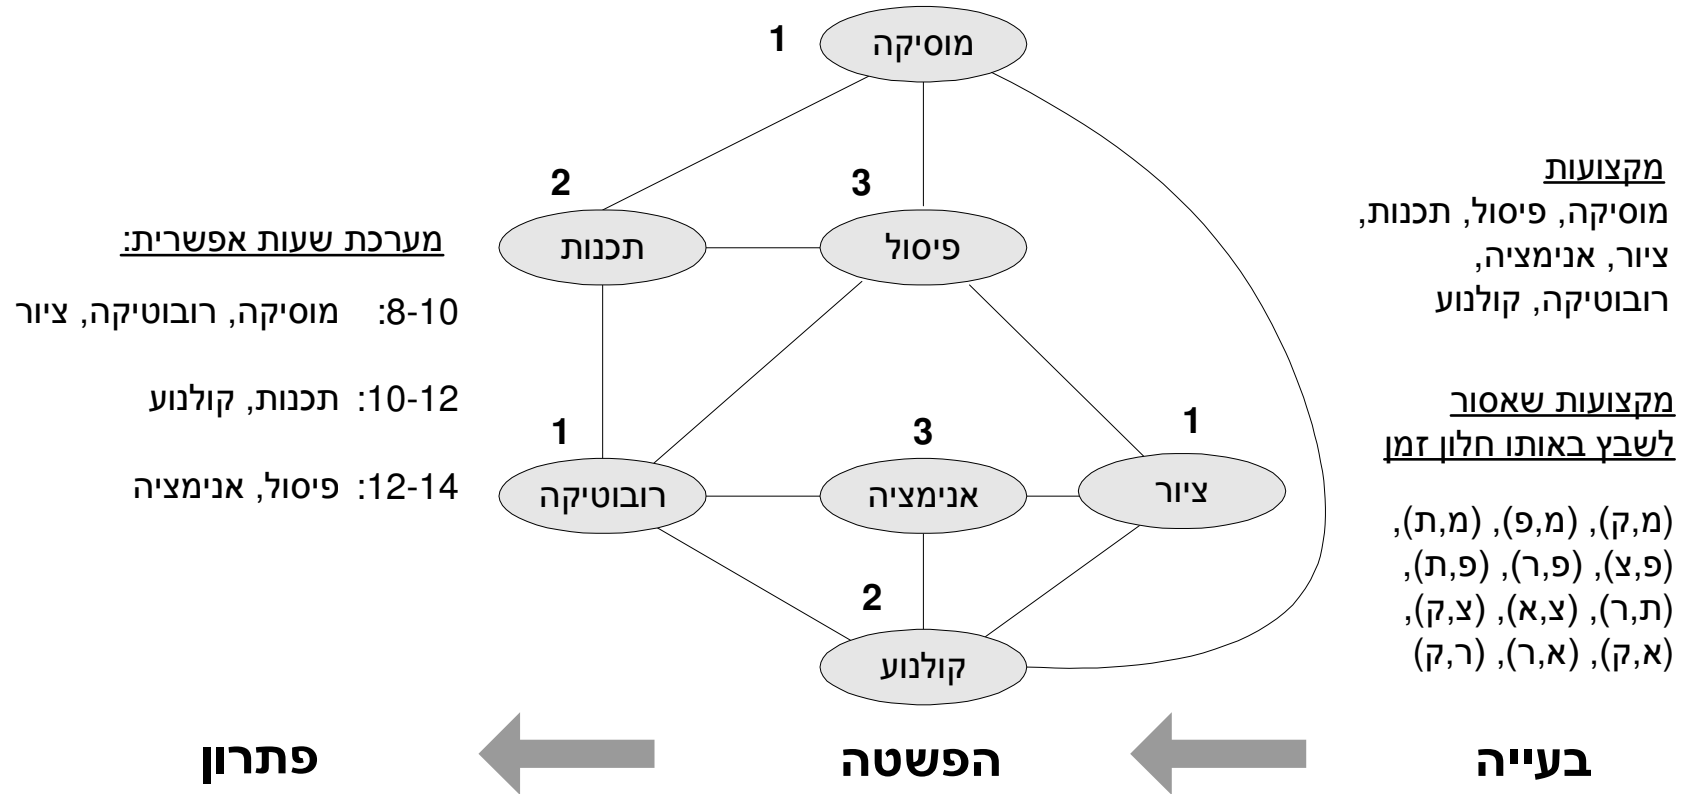 מקצועות
מוסיקה, פיסול, תכנות,
ציור, אנימציה,
רובוטיקה, קולנוע
מקצועות שאסור
לשבץ באותו חלון זמן
(מ,ק), (מ,פ), (מ,ת),
(פ,צ), (פ,ר), (פ,ת),
(ת,ר), (צ,א), (צ,ק),
(א,ק), (א,ר), (ר,ק)
בעייה
מוסיקה 1
פיסול 3
תכנות 2
ציור 1
אנימציה 3
רובוטיקה 1
קולנוע 2
הפשטה
מערכת שעות אפשרית:
8-10: מוסיקה, רובוטיקה, ציור
10-12: תכנות, קולנוע
12-14: פיסול, אנימציה
פתרון